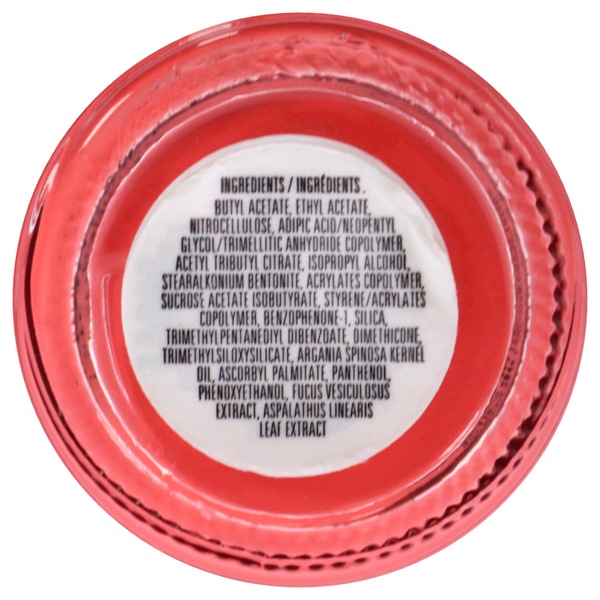 INGREDIENTS / INGRÉDIENTS .
BUTYL ACETATE, ETHYL ACETATE,
NITROCELLULOSE, ADIPIC ACID/NEOPENTYL
GLYCOL/TRIMELLITIC ANHYDRIDE COPOLYMER,
ACETYL TRIBUTYL CITRATE, ISOPROPYL ALCOHOL,
STEARALKONIUM BENTONITE, ACRYLATES COPOLYMER,
SUCROSE ACETATE ISOBUTYRATE, STYRENE/ACRYLATES
COPOLYMER, BENZOPHENONE-1, SILICA,
TRIMETHYLPENTANEDIYL DIBENZOATE, DIMETHICONE,
TRIMETHYLSILOXYSILICATE, ARGANIA SPINOSA KERNEL
OIL, ASCORBYL PALMITATE, PANTHENOL,
PHENOXYETHANOL, FUCUS VESICULOSUS
EXTRACT, ASPALATHUS LINEARIS
LEAF EXTRACT